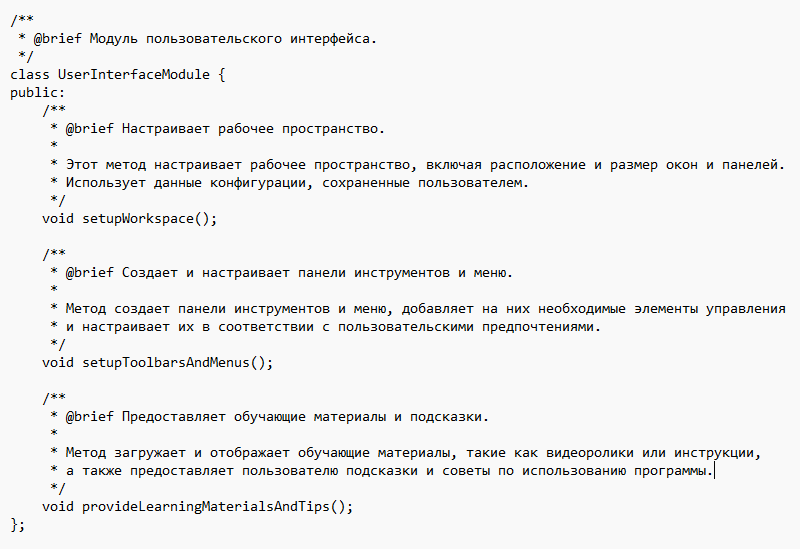 /**
 * @brief Модуль пользовательского интерфейса.
 */
class UserInterfaceModule {
public:
    /**
     * @brief Настраивает рабочее пространство.
     *
     * Этот метод настраивает рабочее пространство, включая расположение и размер окон и панелей.
     * Использует данные конфигурации, сохраненные пользователем.
     */
    void setupWorkspace();

    /**
     * @brief Создает и настраивает панели инструментов и меню.
     *
     * Метод создает панели инструментов и меню, добавляет на них необходимые элементы управления
     * и настраивает их в соответствии с пользовательскими предпочтениями.
     */
    void setupToolbarsAndMenus();

    /**
     * @brief Предоставляет обучающие материалы и подсказки.
     *
     * Метод загружает и отображает обучающие материалы, такие как видеоролики или инструкции,
     * а также предоставляет пользователю подсказки и советы по использованию программы.
     */
    void provideLearningMaterialsAndTips();
};